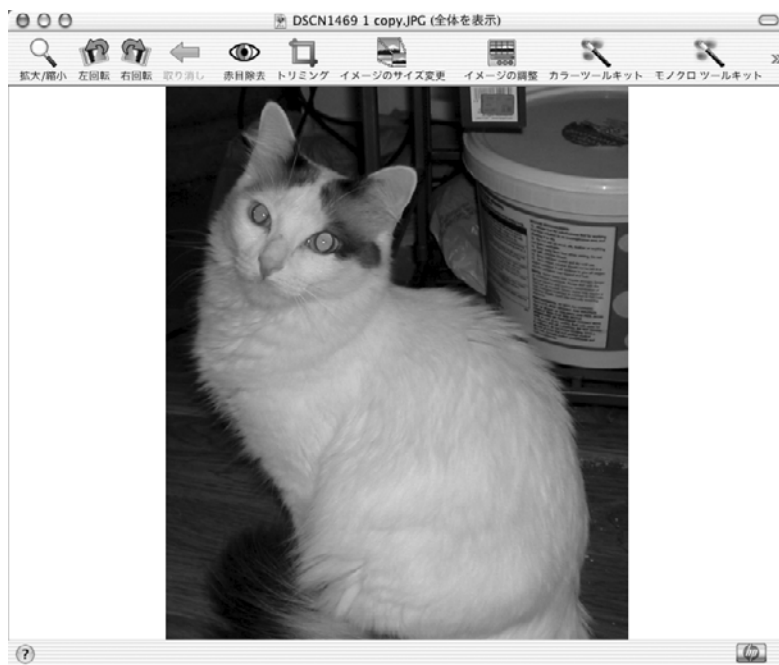 DSCN1469 1 copy.JPG (全体を表示)
拡大/縮小 左回転 右回転 取り消し 赤目除去 トリミング イメージのサイズ変更 イメージの調整 カラーツールキット モノクロ ツールキット
?
hp